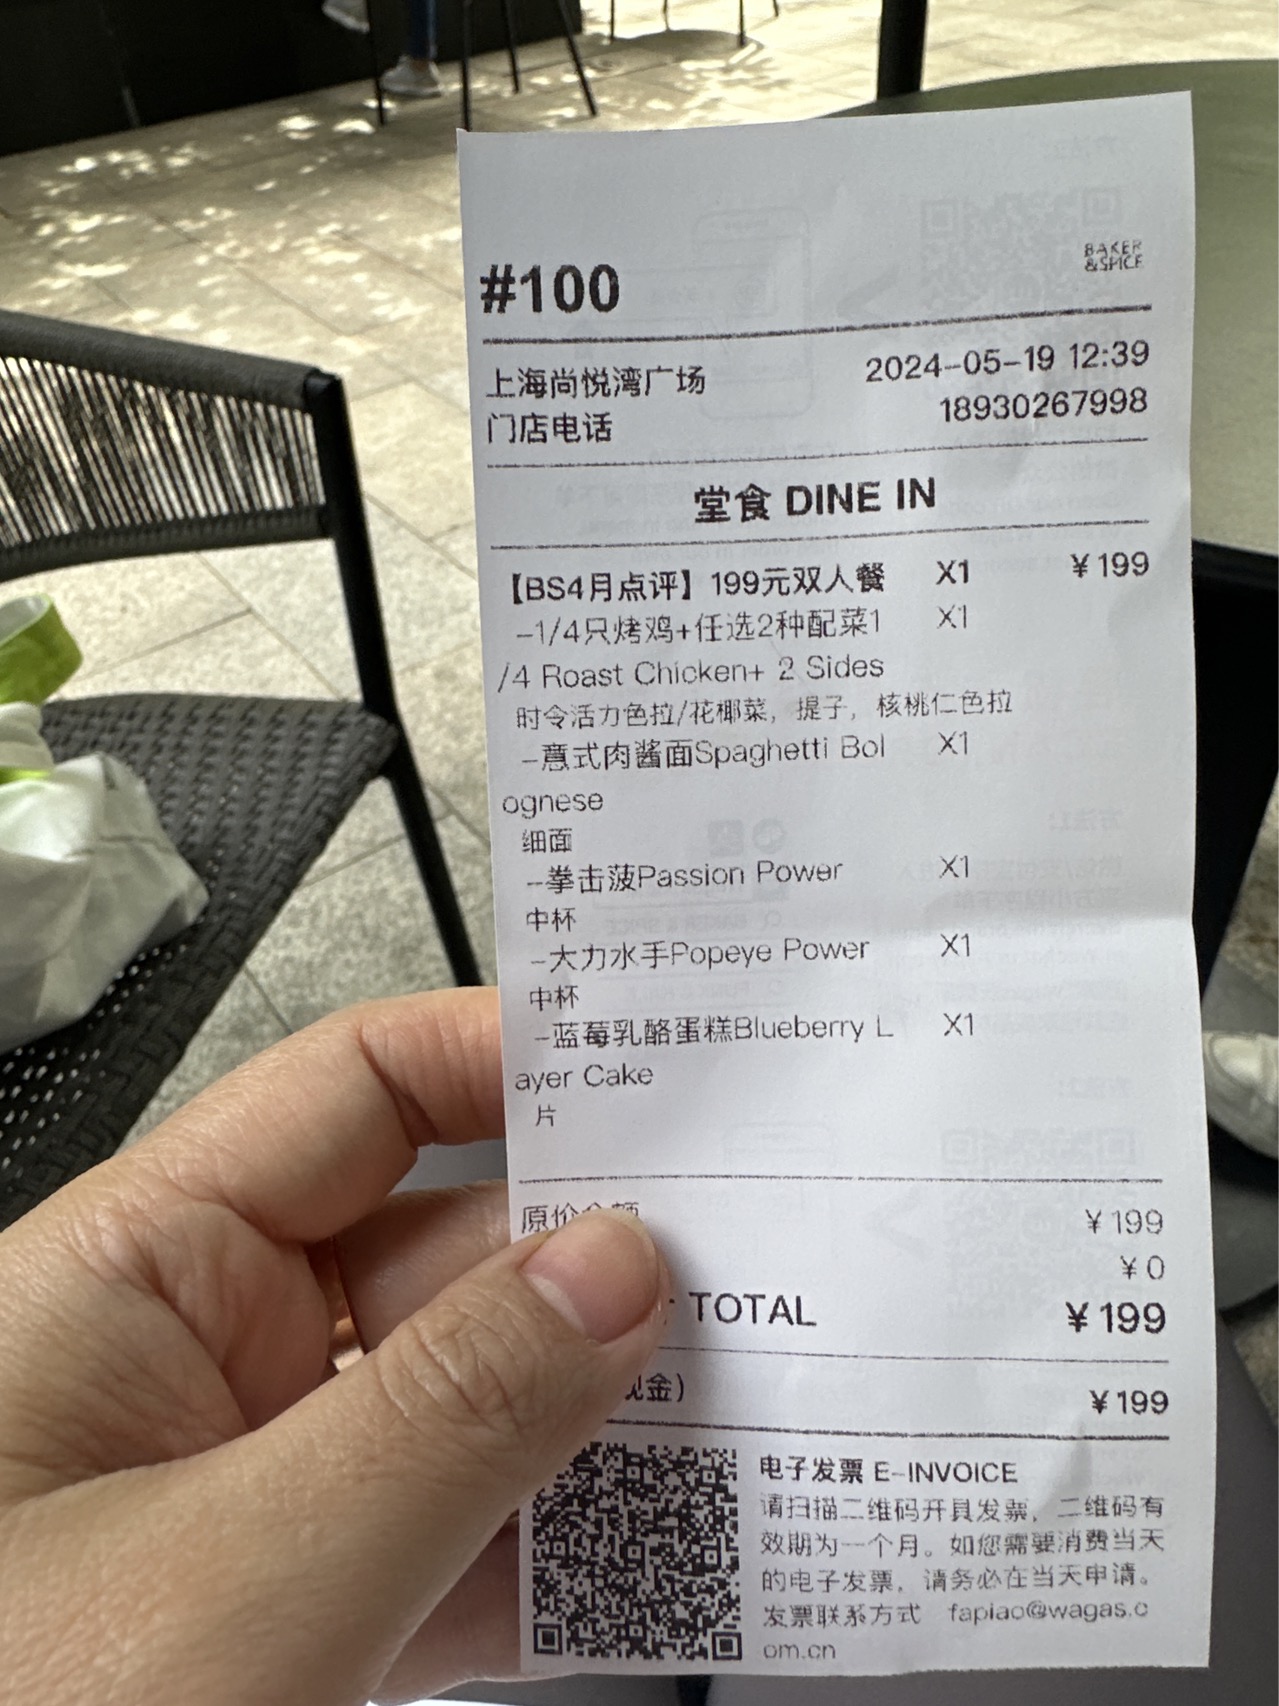 BAKER
&SPICE
#100
上海尚悦湾广场 2024-05-19 12:39
门店电话 18930267998
堂食 DINE IN
【BS4月点评】199元双人餐 X1 ¥199
-1/4只烤鸡+任选2种配菜1 X1
/4 Roast Chicken+ 2 Sides
时令活力色拉/花椰菜，提子，核桃仁色拉
-意式肉酱面Spaghetti Bol X1
ognese
细面
-拳击菠Passion Power X1
中杯
-大力水手Popeye Power X1
中杯
-蓝莓乳酪蛋糕Blueberry L X1
ayer Cake
片
原价金额 ¥199
¥0
TOTAL ¥199
现金) ¥199
电子发票 E-INVOICE
请扫描二维码开具发票，二维码有
效期为一个月。如您需要消费当天
的电子发票，请务必在当天申请。
发票联系方式 fapiao@wagas.c
om.cn